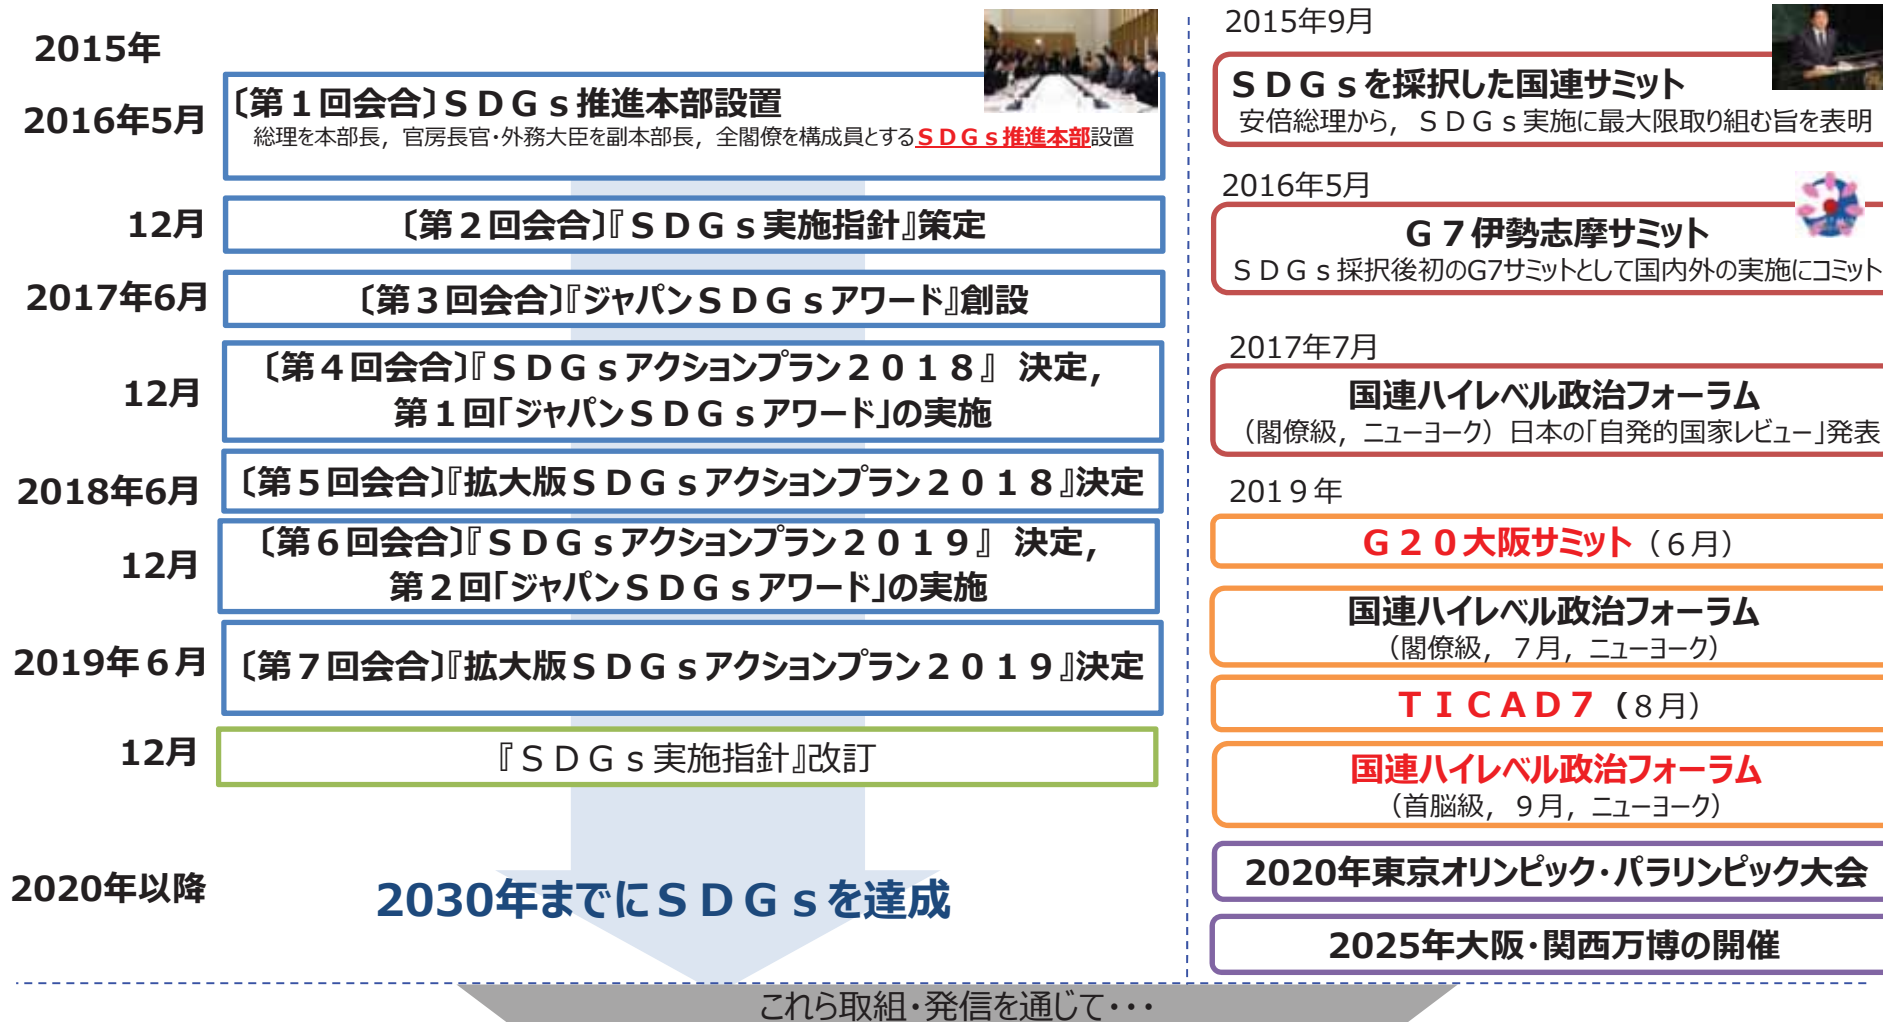 2015年
2016年5月
〔第１回会合〕ＳＤＧｓ推進本部設置
総理を本部長，官房長官・外務大臣を副本部長，全閣僚を構成員とするＳＤＧｓ推進本部設置
12月
〔第２回会合〕『ＳＤＧｓ実施指針』策定
2017年6月
〔第３回会合〕『ジャパンＳＤＧｓアワード』創設
12月
〔第４回会合〕『ＳＤＧｓアクションプラン２０１８』 決定，
第１回「ジャパンＳＤＧｓアワード」の実施
2018年6月
〔第５回会合〕『拡大版ＳＤＧｓアクションプラン２０１８』決定
12月
〔第６回会合〕『ＳＤＧｓアクションプラン２０１９』 決定，
第２回「ジャパンＳＤＧｓアワード」の実施
2019年６月
〔第７回会合〕『拡大版ＳＤＧｓアクションプラン２０１９』決定
12月
『ＳＤＧｓ実施指針』改訂
2020年以降
2030年までにＳＤＧｓを達成
2015年9月
ＳＤＧｓを採択した国連サミット
安倍総理から，ＳＤＧｓ実施に最大限取り組む旨を表明
2016年5月
Ｇ７伊勢志摩サミット
ＳＤＧｓ採択後初のG7サミットとして国内外の実施にコミット
2017年7月
国連ハイレベル政治フォーラム
（閣僚級，ニューヨーク）日本の「自発的国家レビュー」発表
201９年
Ｇ２０大阪サミット（６月）
国連ハイレベル政治フォーラム
（閣僚級，７月，ニューヨーク）
ＴＩＣＡＤ７（８月）
国連ハイレベル政治フォーラム
（首脳級，９月，ニューヨーク）
2020年東京オリンピック・パラリンピック大会
2025年大阪・関西万博の開催
これら取組・発信を通じて・・・